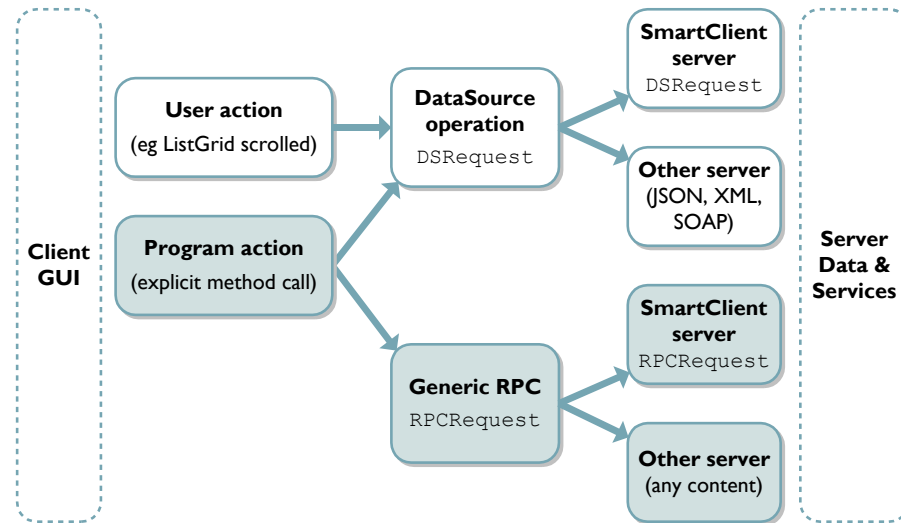 Client
GUI
User action
(eg ListGrid scrolled)
Program action
(explicit method call)
DataSource
operation
DSRequest
Generic RPC
RPCRequest
SmartClient
server
DSRequest
Other server
(JSON, XML,
SOAP)
SmartClient
server
RPCRequest
Other server
(any content)
Server
Data &
Services